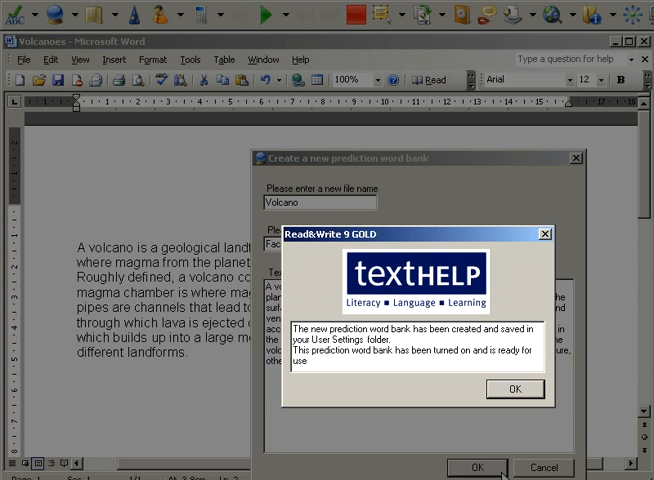 ABC
Volcanoes - Microsoft Word
File Edit View Insert Format Tools Table Window Help Type a question for help
100% Read Arial 12 B
Create a new prediction word bank
Please enter a new file name
Volcano
Read&Write 9 GOLD
textHELP
Literacy ■ Language ■ Learning
The new prediction word bank has been created and saved in
your User Settings folder.
This prediction word bank has been turned on and is ready for
use
OK
A volcano is a geological landf
where magma from the planet
Roughly defined, a volcano co
magma chamber is where mag
pipes are channels that lead to
through which lava is ejected
which builds up into a large m
different landforms.
OK Cancel